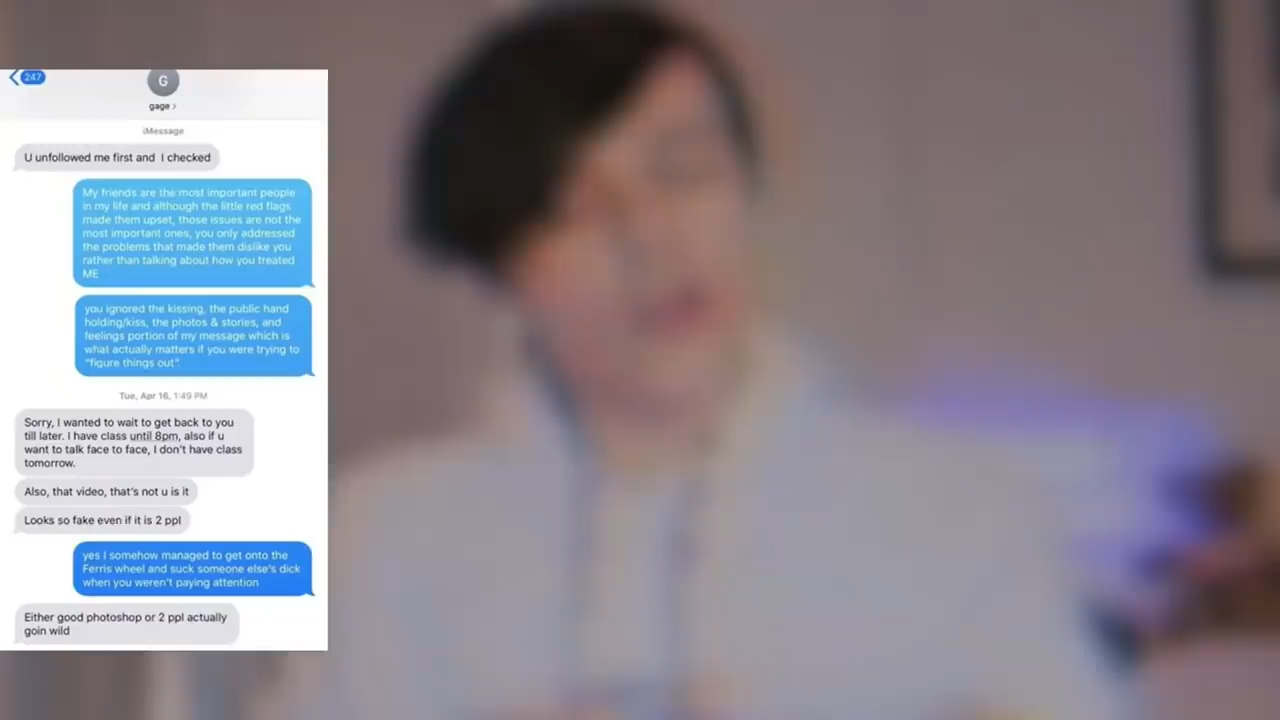 247
G
gage
iMessage
U unfollowed me first and I checked
My friends are the most important people
in my life and although the little red flags
made them upset, those issues are not the
most important ones, you only addressed
the problems that made them dislike you
rather than talking about how you treated
ME
you ignored the kissing, the public hand
holding/kiss, the photos & stories, and
feelings portion of my message which is
what actually matters if you were trying to
"figure things out".
Tue, Apr 16, 1:49 PM
Sorry, I wanted to wait to get back to you
till later. I have class until 8pm, also if u
want to talk face to face, I don't have class
tomorrow.
Also, that video, that's not u is it
Looks so fake even if it is 2 ppl
yes I somehow managed to get onto the
Ferris wheel and suck someone else's dick
when you weren't paying attention
Either good photoshop or 2 ppl actually
goin wild